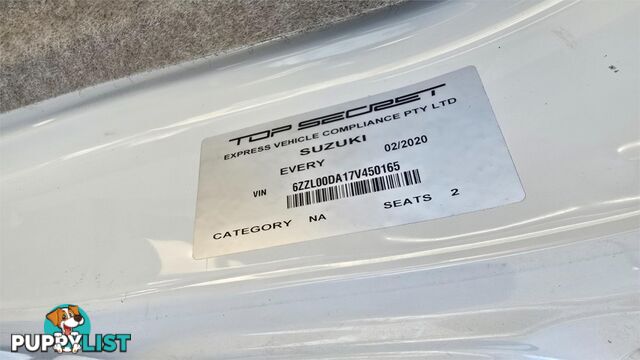 TOP SECRET
EXPRESS VEHICLE COMPLIANCE PTY LTD
SUZUKI 02/2020
EVERY
VIN 6ZZL00DA17V450165
CATEGORY NA SEATS 2
PUPPYLIST